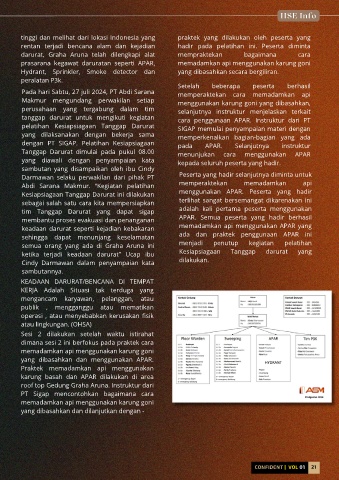 HSE Info
tinggi dan melihat dari lokasi Indonesia yang
rentan terjadi bencana alam dan kejadian
darurat, Graha Aruna telah dilengkapi alat
prasarana kegawat daruratan seperti APAR,
Hydrant, Sprinkler, Smoke detector dan
peralatan P3k.
Pada hari Sabtu, 27 juli 2024, PT Abdi Sarana
Makmur mengundang perwakilan setiap
perusahaan yang tergabung dalam tim
tanggap darurat untuk mengikuti kegiatan
pelatihan Kesiapsiagaan Tanggap Darurat
yang dilaksanakan dengan bekerja sama
dengan PT SIGAP. Pelatihan Kesiapsiagaan
Tanggap Darurat dimulai pada pukul 08.00
yang diawali dengan penyampaian kata
sambutan yang disampaikan oleh ibu Cindy
Darmawan selaku perwakilan dari pihak PT
Abdi Sarana Makmur. "Kegiatan pelatihan
Kesiapsiagaan Tanggap Darurat ini dilakukan
sebagai salah satu cara kita mempersiapkan
tim Tanggap Darurat yang dapat sigap
membantu proses evakuasi dan penanganan
keadaan darurat seperti kejadian kebakaran
sehingga dapat menunjang keselamatan
semua orang yang ada di Graha Aruna ini
ketika terjadi keadaan darurat" Ucap ibu
Cindy Darmawan dalam penyampaian kata
sambutannya.
KEADAAN DARURAT/BENCANA DI TEMPAT
KERJA Adalah Situasi tak terduga yang
mengancam karyawan, pelanggan, atau
publik , mengganggu atau mematikan
operasi , atau menyebabkan kerusakan fisik
atau lingkungan. (OHSA)
Sesi 2 dilakukan setelah waktu istirahat
dimana sesi 2 ini berfokus pada praktek cara
memadamkan api menggunakan karung goni
yang dibasahkan dan menggunakan APAR.
Praktek memadamkan api menggunakan
karung basah dan APAR dilakukan di area
roof top Gedung Graha Aruna. Instruktur dari
PT Sigap mencontohkan bagaimana cara
memadamkan api menggunakan karung goni
yang dibasahkan dan dilanjutkan dengan -
praktek yang dilakukan oleh peserta yang
hadir pada pelatihan ini. Peserta diminta
mempraktekan bagaimana cara
memadamkan api menggunakan karung goni
yang dibasahkan secara bergiliran.
Setelah beberapa peserta berhasil
memperaktekan cara memadamkan api
menggunakan karung goni yang dibasahkan,
selanjutnya instruktur menjelaskan terkait
cara penggunaan APAR. Instruktur dari PT
SIGAP memulai penyampaian materi dengan
memperkenalkan bagian-bagian yang ada
pada APAR. Selanjutnya instruktur
menunjukan cara menggunakan APAR
kepada seluruh peserta yang hadir.
Peserta yang hadir selanjutnya diminta untuk
memperaktekan memadamkan api
menggunakan APAR. Peserta yang hadir
terlihat sangat bersemangat dikarenakan ini
adalah kali pertama peserta menggunakan
APAR. Semua peserta yang hadir berhasil
memadamkan api menggunakan APAR yang
ada dan praktek penggunaan APAR ini
menjadi penutup kegiatan pelatihan
Kesiapsiagaan Tanggap darurat yang
dilakukan.
Floor Warden
Sweeping
APAR
Tim P3K
HYDRANT
ASM
CONFIDENT | VOL 01 21